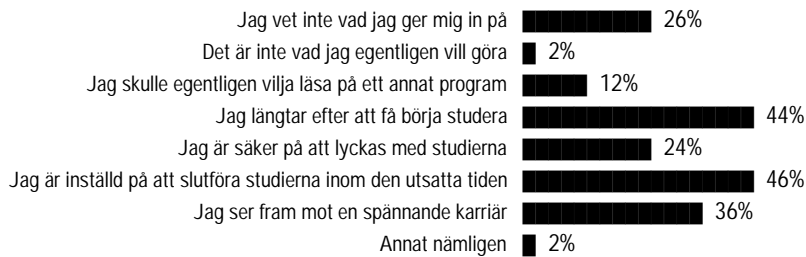 Jag vet inte vad jag ger mig in på 26%
Det är inte vad jag egentligen vill göra 2%
Jag skulle egentligen vilja läsa på ett annat program 12%
Jag längtar efter att få börja studera 44%
Jag är säker på att lyckas med studierna 24%
Jag är inställd på att slutföra studierna inom den utsatta tiden 46%
Jag ser fram mot en spännande karriär 36%
Annat nämligen 2%